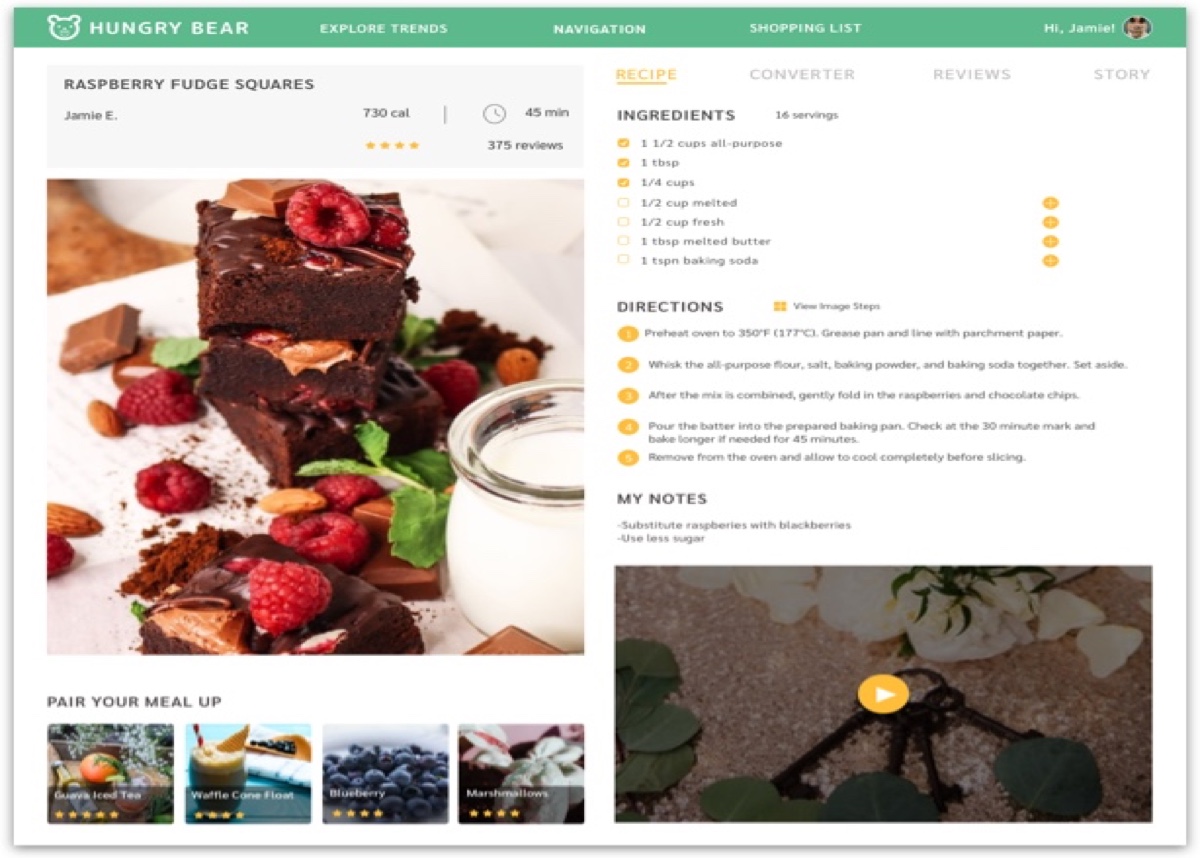 HUNGRY BEAR
EXPLORE TRENDS
NAVIGATION
SHOPPING LIST
Hi, Jamie!
RASPBERRY FUDGE SQUARES
Jamie E.
730 cal
45 min
375 reviews
PAIR YOUR MEAL UP
Guava Iced Tea
Waffle Cone Float
Blueberry
Marshmallows
RECIPE
CONVERTER
REVIEWS
STORY
INGREDIENTS
16 servings
1 1/2 cups all-purpose
1 tbsp
1/4 cups
1/2 cup melted
1/2 cup fresh
1 tbsp melted butter
1 tspn baking soda
DIRECTIONS
View Image Steps
1 Preheat oven to 350°F (177°C). Grease pan and line with parchment paper.
2 Whisk the all-purpose flour, salt, baking powder, and baking soda together. Set aside.
3 After the mix is combined, gently fold in the raspberries and chocolate chips.
4 Pour the batter into the prepared baking pan. Check at the 30 minute mark and
bake longer if needed for 45 minutes.
5 Remove from the oven and allow to cool completely before slicing.
MY NOTES
-Substitute raspberies with blackberries
-Use less sugar